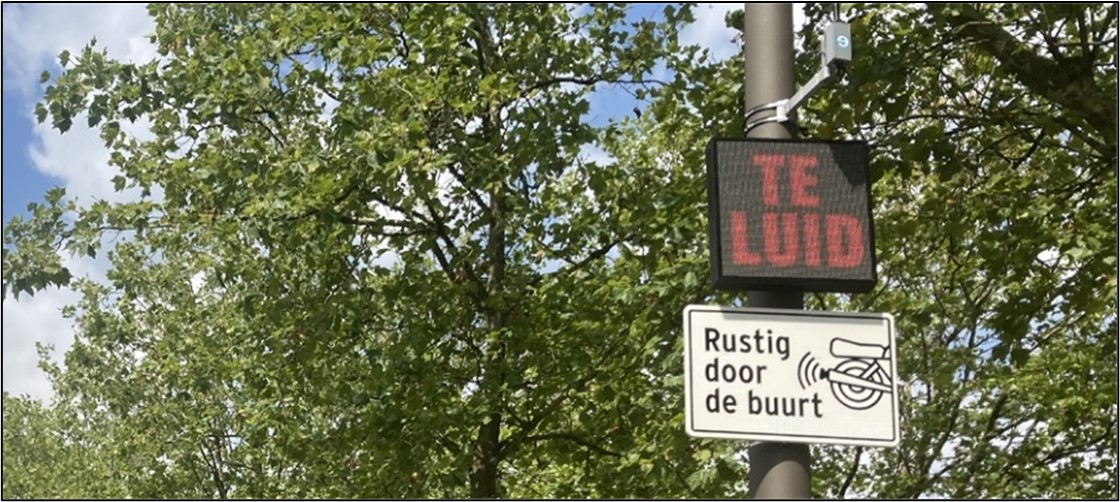 TE
LUID
Rustig
door
de buurt